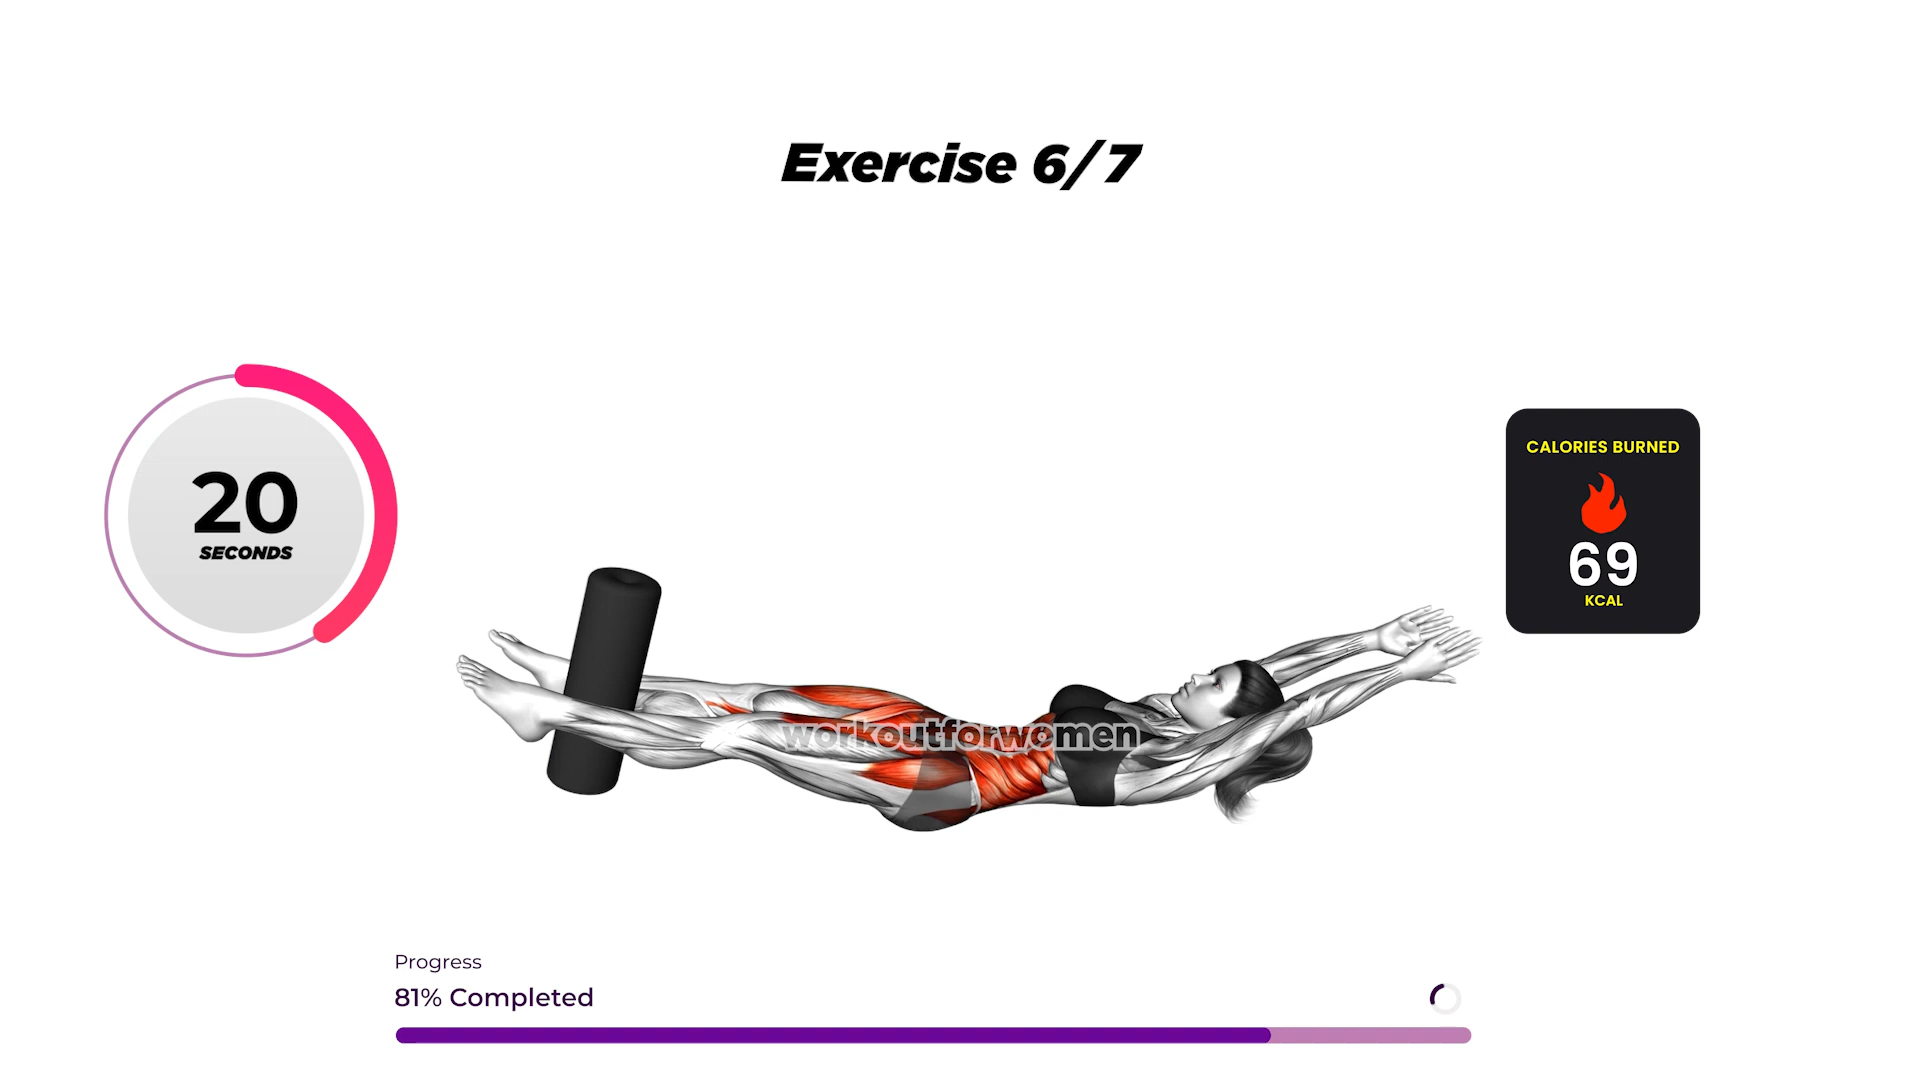 Exercise 6/7
20
SECONDS
CALORIES BURNED
69
KCAL
workoutforwomen
Progress
81% Completed